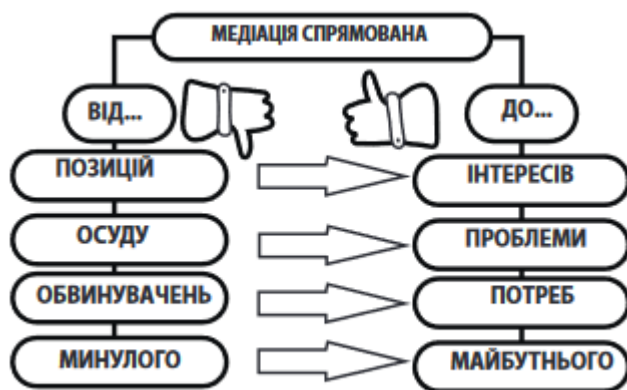 МЕДІАЦІЯ СПРЯМОВАНА
ВІД...
ДО...
ПОЗИЦІЙ
ІНТЕРЕСІВ
ОСУДУ
ПРОБЛЕМИ
ОБВИНУВАЧЕНЬ
ПОТРЕБ
МИНУЛОГО
МАЙБУТНЬОГО